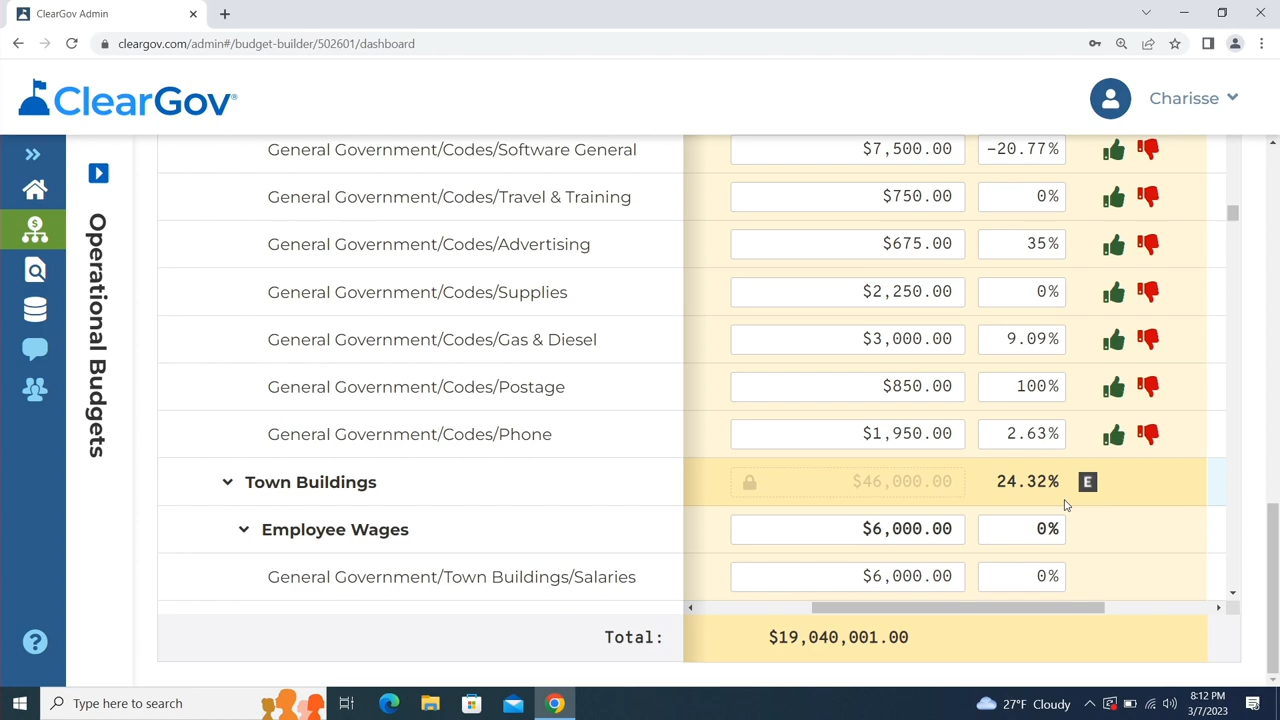 ClearGov Admin
cleargov.com/admin#/budget-builder/502601/dashboard
ClearGov®
Charisse
Operational Budgets
General Government/Codes/Software General $7,500.00 -20.77%
General Government/Codes/Travel & Training $750.00 0%
General Government/Codes/Advertising $675.00 35%
General Government/Codes/Supplies $2,250.00 0%
General Government/Codes/Gas & Diesel $3,000.00 9.09%
General Government/Codes/Postage $850.00 100%
General Government/Codes/Phone $1,950.00 2.63%
Town Buildings $46,000.00 24.32% E
Employee Wages $6,000.00 0%
General Government/Town Buildings/Salaries $6,000.00 0%
Total: $19,040,001.00
Type here to search
27°F Cloudy
8:12 PM
3/7/2023